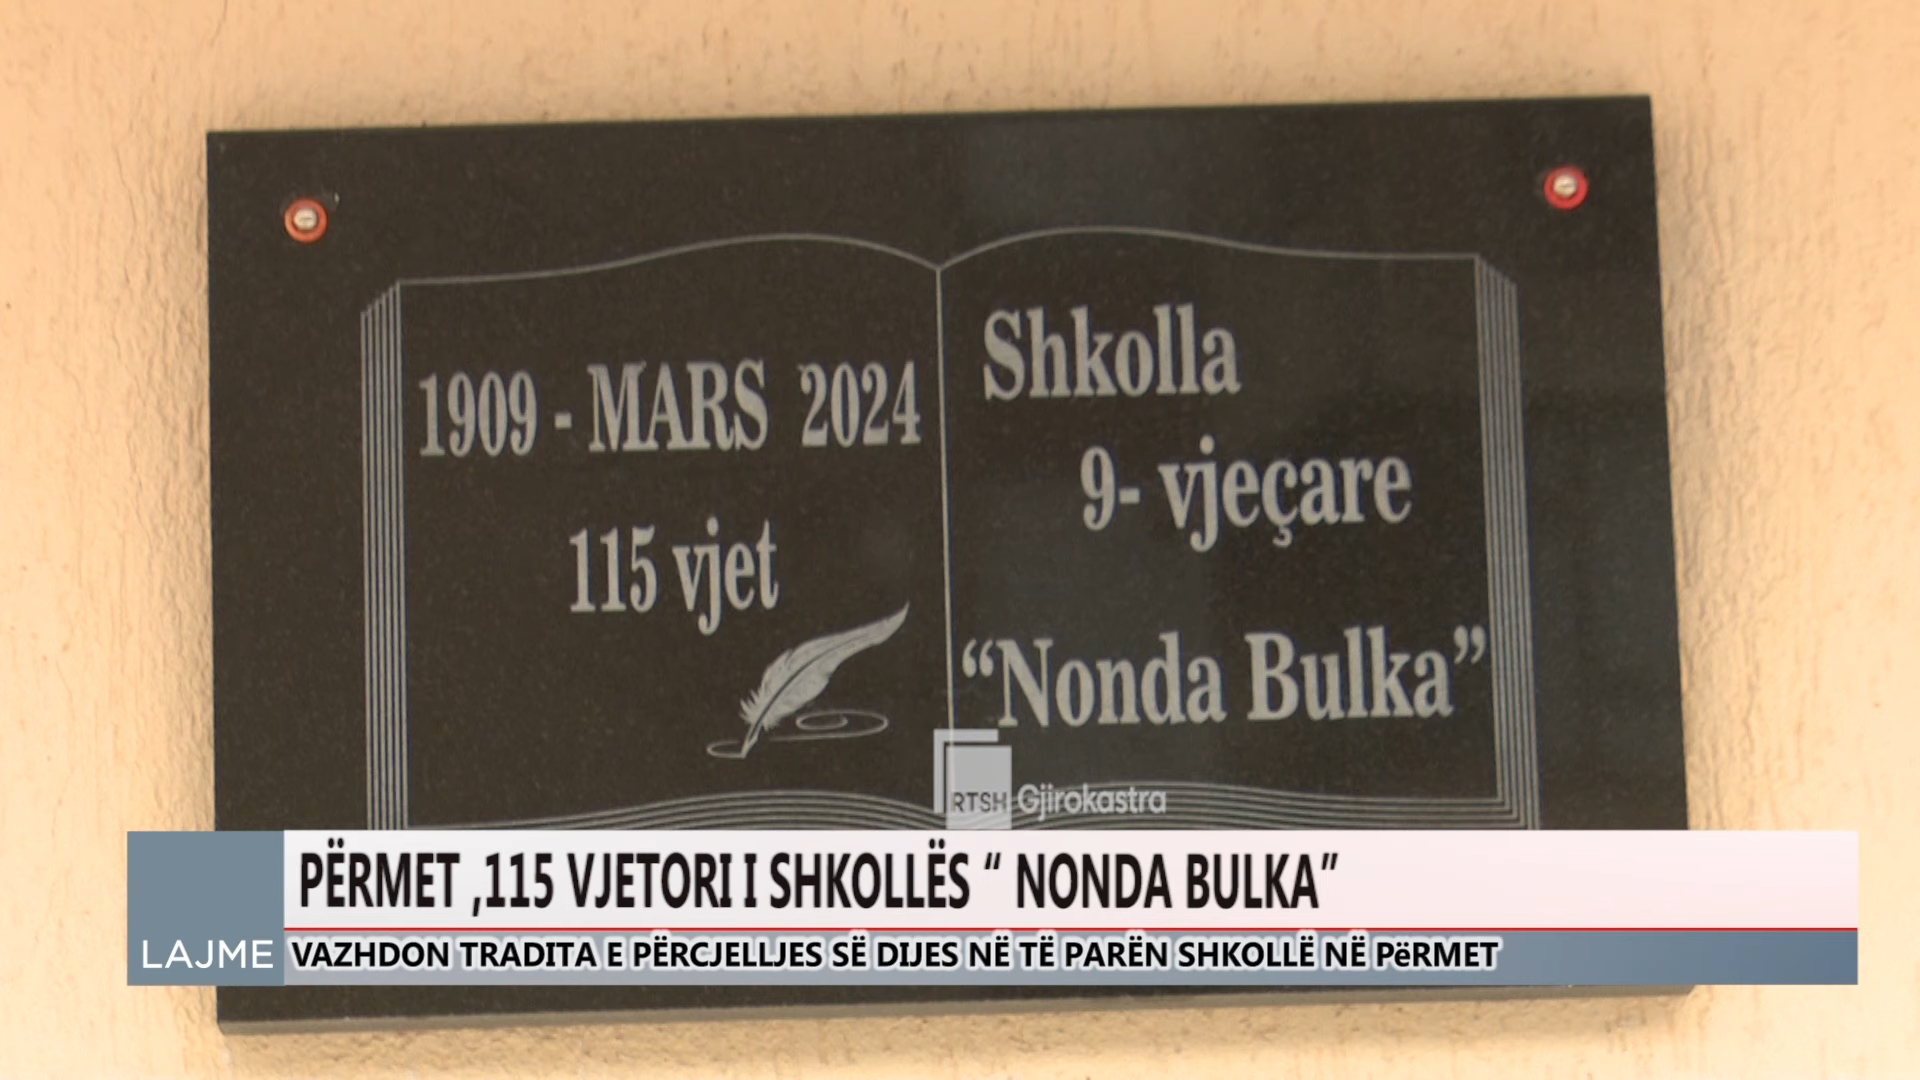 1909 - MARS 2024
115 vjet
Shkolla
9- vjeçare
“Nonda Bulka”
RTSH Gjirokastra
PËRMET ,115 VJETORI I SHKOLLËS “ NONDA BULKA”
LAJME
VAZHDON TRADITA E PËRCJELLJES SË DIJES NË TË PARËN SHKOLLË NË PëRMET